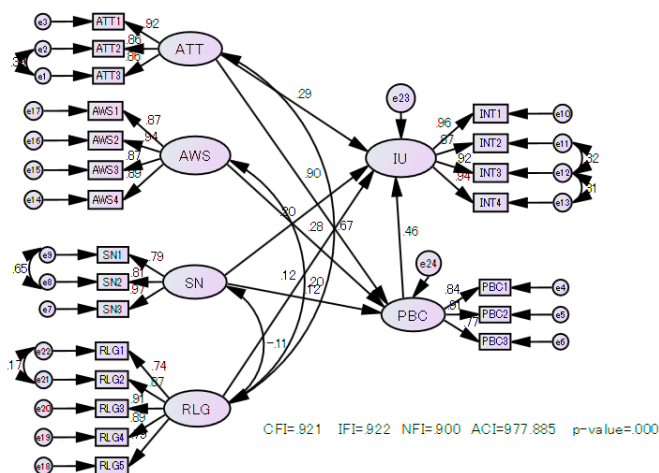 e3 ATT1 .92
e2 ATT2 .86
e1 ATT3 .86
ATT
.29
e23
e17 AWS1 .87
e16 AWS2 .94
e15 AWS3 .87
e14 AWS4 .89
AWS
.90
IU
.96 INT1 e10
.87 INT2 e11
.92 INT3 e12 .32
.94 INT4 e13 .31
.20
.28
.67
.46
e9 SN1 .79
.65 e8 SN2 .81
e7 SN3 .97
SN
.12
.20
.12
e24
PBC
.84 PBC1 e4
.91 PBC2 e5
.77 PBC3 e6
-.11
e22 RLG1 .74
.17 e21 RLG2 .87
e20 RLG3 .91
e19 RLG4 .89
e18 RLG5
RLG
CFI=.921 IFI=.922 NFI=.900 ACI=977.885 p-value=.000